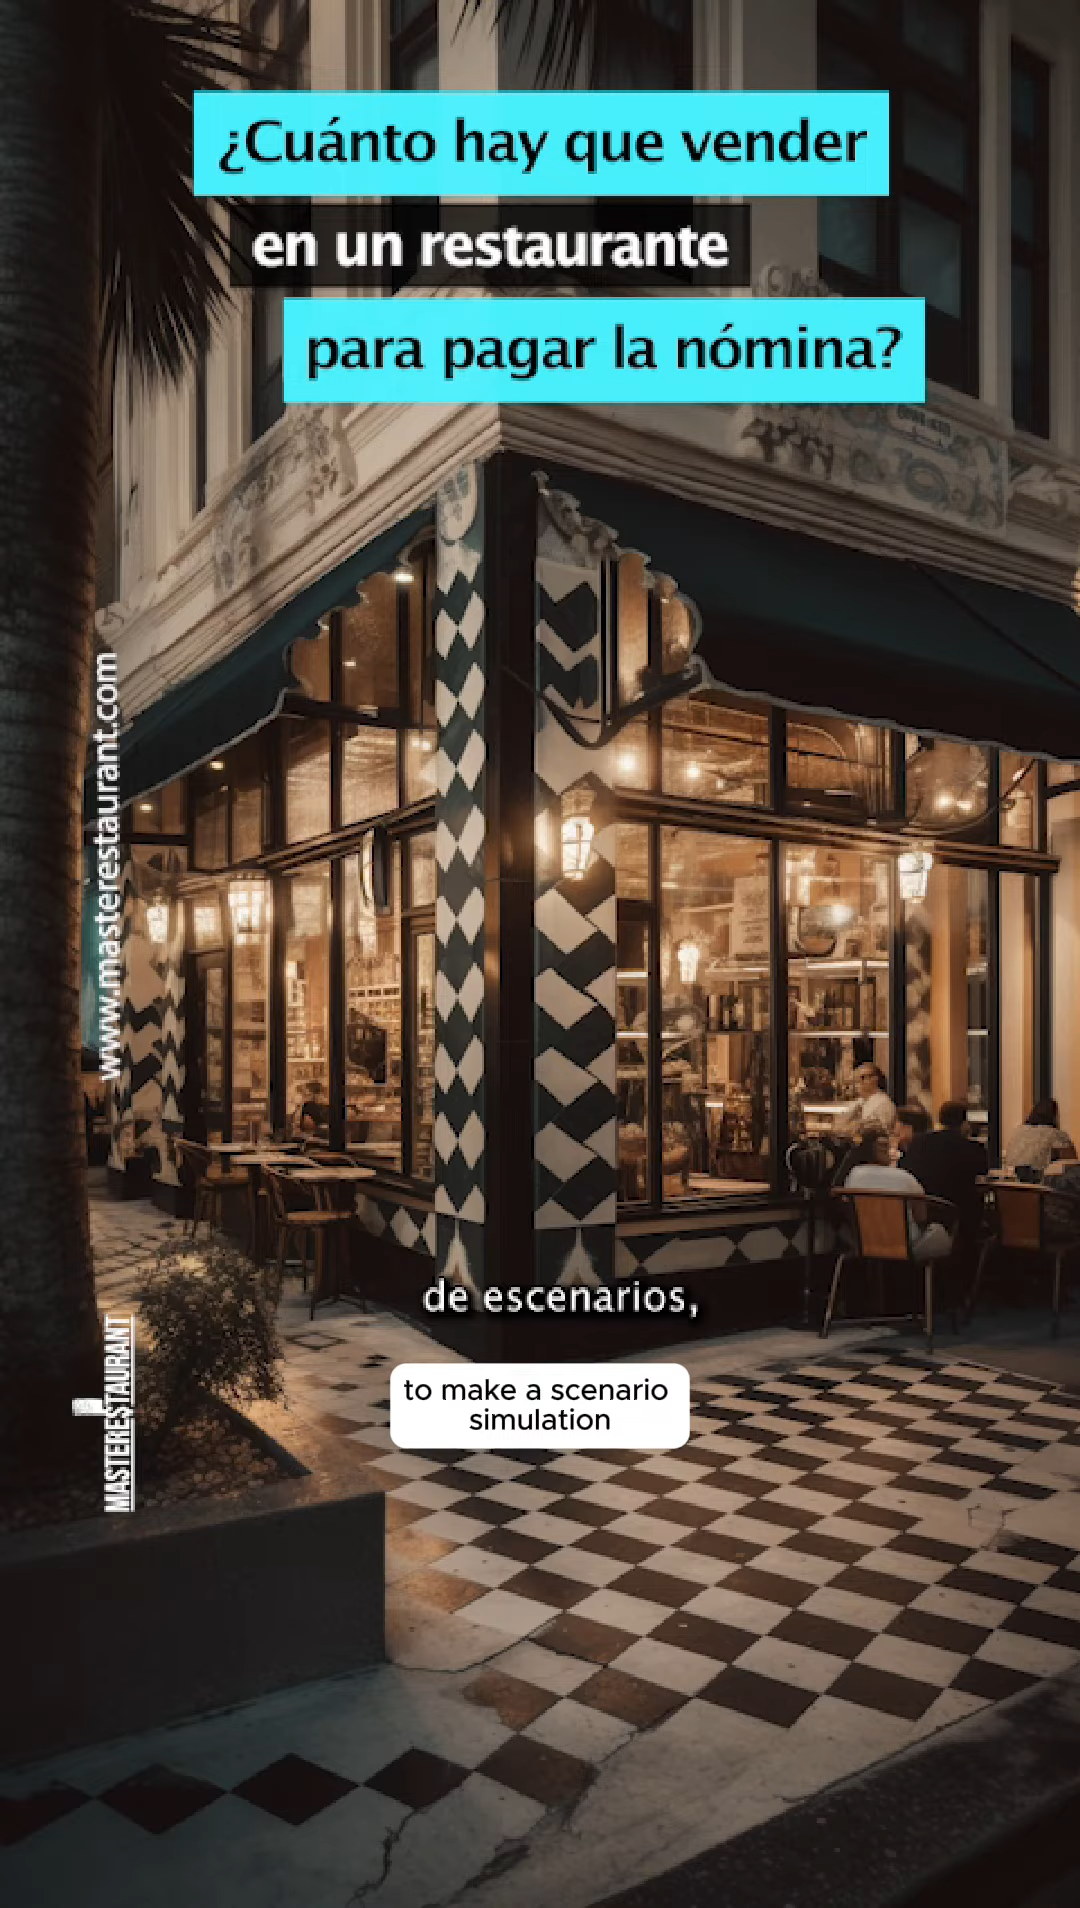 ¿Cuánto hay que vender
en un restaurante
para pagar la nómina?
www.masterestaurant.com
de escenarios,
to make a scenario
simulation
MASTERESTAURANT